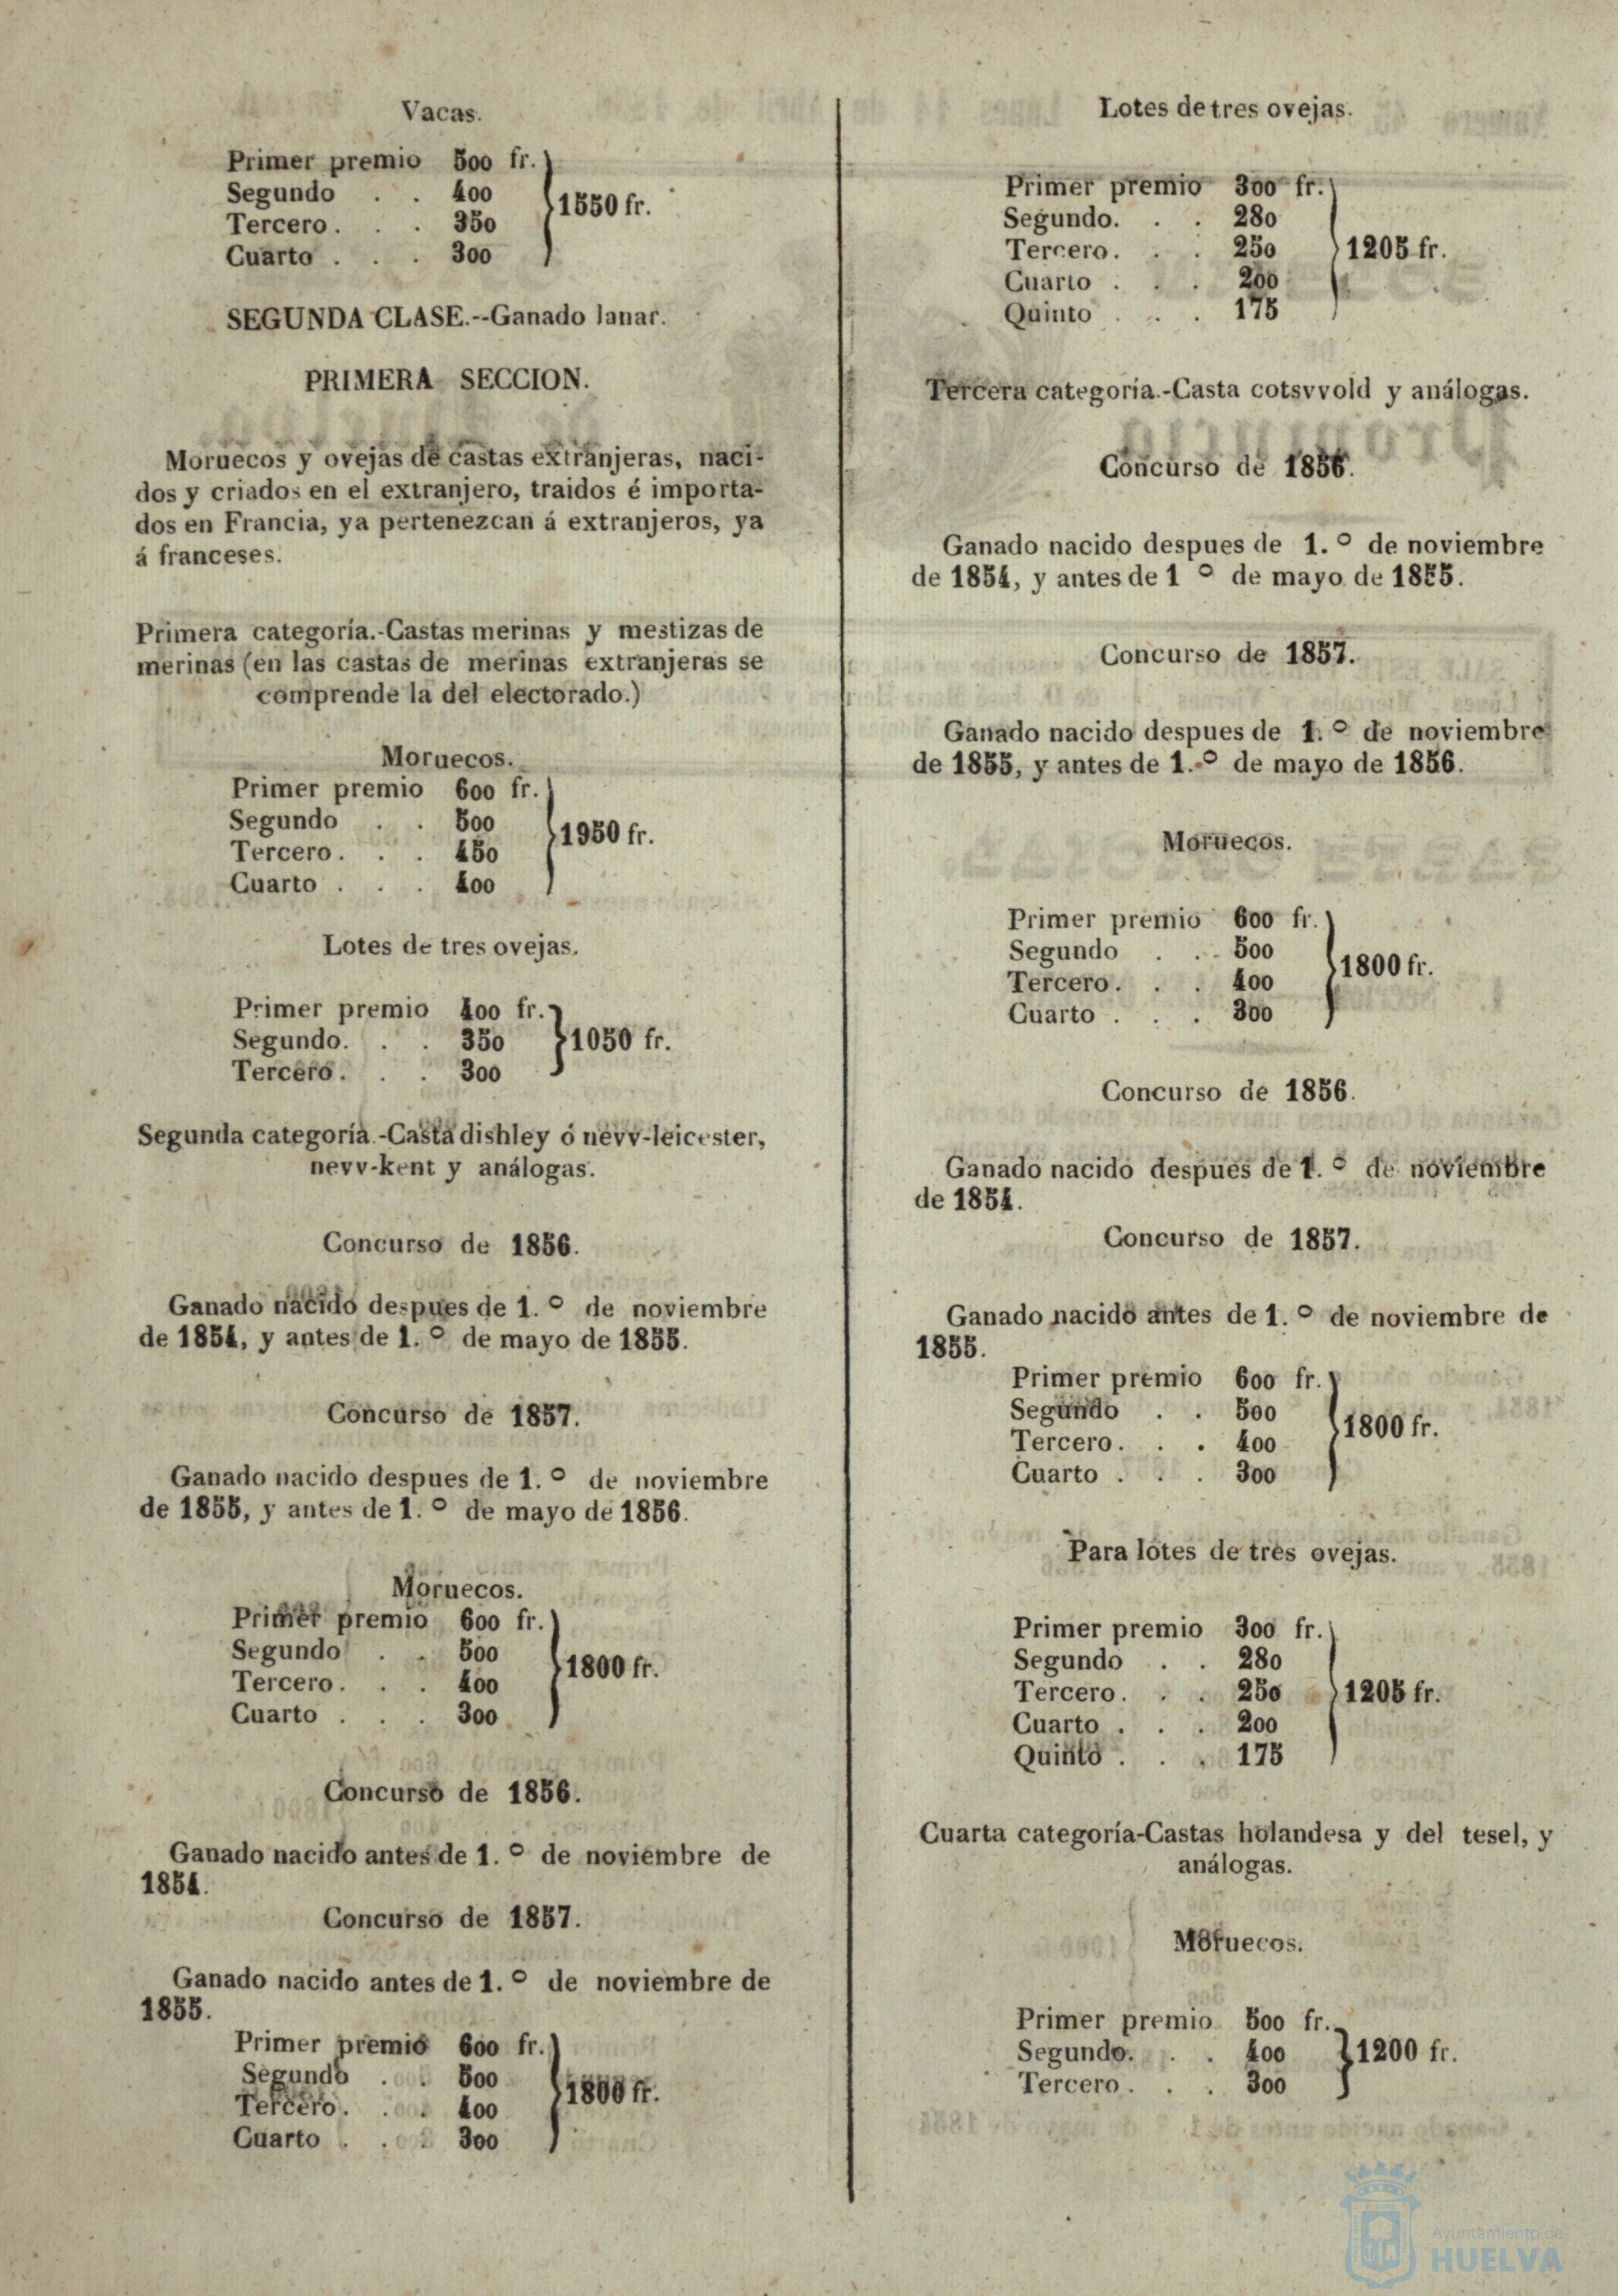 Vacas.
Primer premio 500 fr.
Segundo . . 400
Tercero . . . 350
Cuarto . . . 300
1550 fr.
SEGUNDA CLASE.--Ganado lanar.
PRIMERA SECCION.
Moruecos y ovejas de castas extranjeras, naci-
dos y criados en el extranjero, traidos é importa-
dos en Francia, ya pertenezcan á extranjeros, ya
á franceses.
Primera categoría.-Castas merinas y mestizas de
merinas (en las castas de merinas extranjeras se
comprende la del electorado.)
Moruecos.
Primer premio 600 fr.
Segundo . . 500
Tercero . . . 450
Cuarto . . . 400
1950 fr.
Lotes de tres ovejas.
Primer premio 400 fr.
Segundo. . . 350
Tercero . . . 300
1050 fr.
Segunda categoría.-Casta dishley ó nevv-leicester,
nevv-kent y análogas.
Concurso de 1856.
Ganado nacido despues de 1. º de noviembre
de 1854, y antes de 1. º de mayo de 1855.
Concurso de 1857.
Ganado nacido despues de 1. º de noviembre
de 1855, y antes de 1. º de mayo de 1856.
Moruecos.
Primer premio 600 fr.
Segundo . . 500
Tercero . . . 400
Cuarto . . . 300
1800 fr.
Concurso de 1856.
Ganado nacido antes de 1. º de noviembre de
1854.
Concurso de 1857.
Ganado nacido antes de 1. º de noviembre de
1855.
Primer premio 600 fr.
Segundo . . 500
Tercero . . . 400
Cuarto . . . 300
1800 fr.
Lotes de tres ovejas.
Primer premio 300 fr.
Segundo. . . 280
Tercero. . . 250
Cuarto . . . 200
Quinto . . . 175
1205 fr.
Tercera categoría.-Casta cotsvvold y análogas.
Concurso de 1856.
Ganado nacido despues de 1. º de noviembre
de 1854, y antes de 1 º de mayo de 1855.
Concurso de 1857.
Ganado nacido despues de 1. º de noviembre
de 1855, y antes de 1. º de mayo de 1856.
Moruecos.
Primer premio 600 fr.
Segundo . . 500
Tercero. . . 400
Cuarto . . . 300
1800 fr.
Concurso de 1856.
Ganado nacido despues de 1. º de noviembre
de 1854.
Concurso de 1857.
Ganado nacido antes de 1. º de noviembre de
1855.
Primer premio 600 fr.
Segundo . . 500
Tercero. . . 400
Cuarto . . . 300
1800 fr.
Para lotes de tres ovejas.
Primer premio 300 fr.
Segundo . . 280
Tercero. . . 250
Cuarto . . . 200
Quinto . . . 175
1205 fr.
Cuarta categoría-Castas holandesa y del tesel, y
análogas.
Moruecos.
Primer premio 500 fr.
Segundo. . . 400
Tercero . . . 300
1200 fr.
Ayuntamiento de
HUELVA